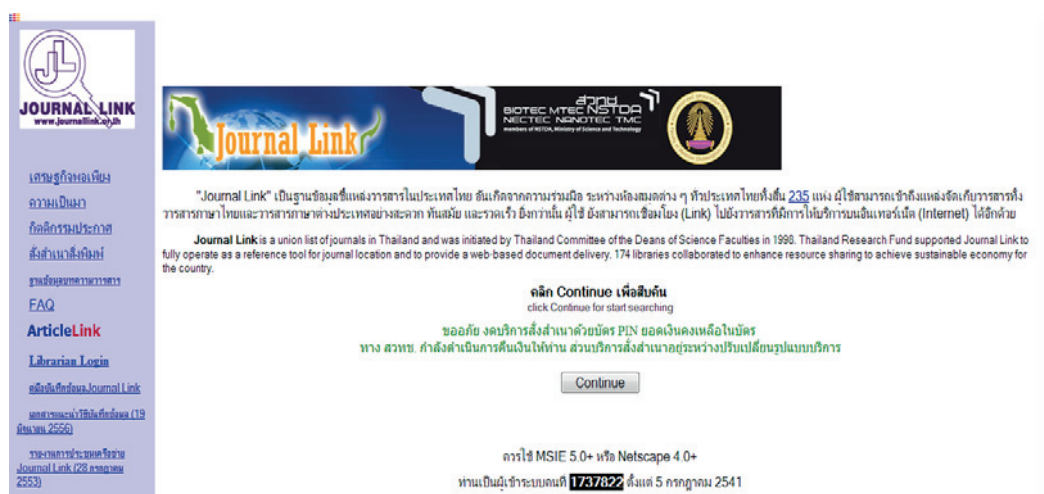 JL
JOURNAL LINK
www.journallink.or.th
เศรษฐกิจพอเพียง
ความเป็นมา
กิตติกรรมประกาศ
สั่งสำเนาสิ่งพิมพ์
ฐานข้อมูลบทความวารสาร
FAQ
ArticleLink
Librarian Login
คู่มือบันทึกข้อมูลJournal Link
เอกสารแนะนำวิธีบันทึกข้อมูล (19
มิถุนายน 2556)
รายงานการประชุมเครือข่าย
Journal Link (28 กรกฎาคม
2553)
Journal Link
สวทช
BIOTEC MTEC NSTDA
NECTEC NANOTEC TMC
members of NSTDA, Ministry of Science and Technology
"Journal Link" เป็นฐานข้อมูลชี้แหล่งวารสารในประเทศไทย อันเกิดจากความร่วมมือ ระหว่างห้องสมุดต่าง ๆ ทั่วประเทศไทยทั้งสิ้น 235 แห่ง ผู้ใช้สามารถเข้าถึงแหล่งจัดเก็บวารสารทั้ง
วารสารภาษาไทยและวารสารภาษาต่างประเทศอย่างสะดวก ทันสมัย และรวดเร็ว ยิ่งกว่านั้น ผู้ใช้ ยังสามารถเชื่อมโยง (Link) ไปยังวารสารที่มีการให้บริการบนอินเทอร์เน็ต (Internet) ได้อีกด้วย
Journal Link is a union list of journals in Thailand and was initiated by Thailand Committee of the Deans of Science Faculties in 1998. Thailand Research Fund supported Journal Link to
fully operate as a reference tool for journal location and to provide a web-based document delivery. 174 libraries collaborated to enhance resource sharing to achieve sustainable economy for
the country.
คลิก Continue เพื่อสืบค้น
click Continue for start searching
ขออภัย งดบริการสั่งสำเนาด้วยบัตร PIN ยอดเงินคงเหลือในบัตร
ทาง สวทช. กำลังดำเนินการคืนเงินให้ท่าน ส่วนบริการสั่งสำเนาอยู่ระหว่างปรับเปลี่ยนรูปแบบบริการ
Continue
ควรใช้ MSIE 5.0+ หรือ Netscape 4.0+
ท่านเป็นผู้เข้าระบบคนที่ 1737822 ตั้งแต่ 5 กรกฎาคม 2541